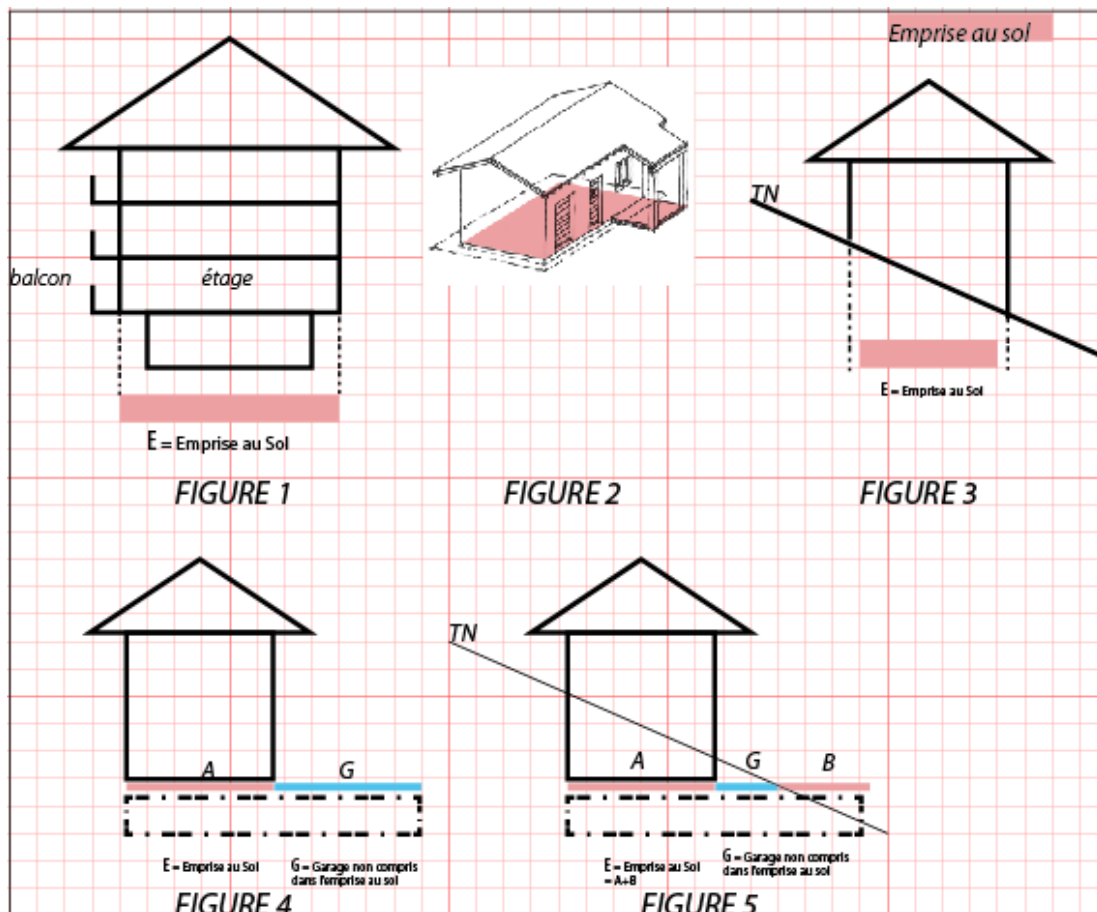 Emprise au sol
TN
balcon
étage
E = Emprise au Sol
E = Emprise au Sol
FIGURE 1
FIGURE 2
FIGURE 3
TN
A
G
A
G
B
E = Emprise au Sol
G = Garage non compris
dans l'emprise au sol
E = Emprise au Sol
= A+B
G = Garage non compris
dans l'emprise au sol
FIGURE 4
FIGURE 5